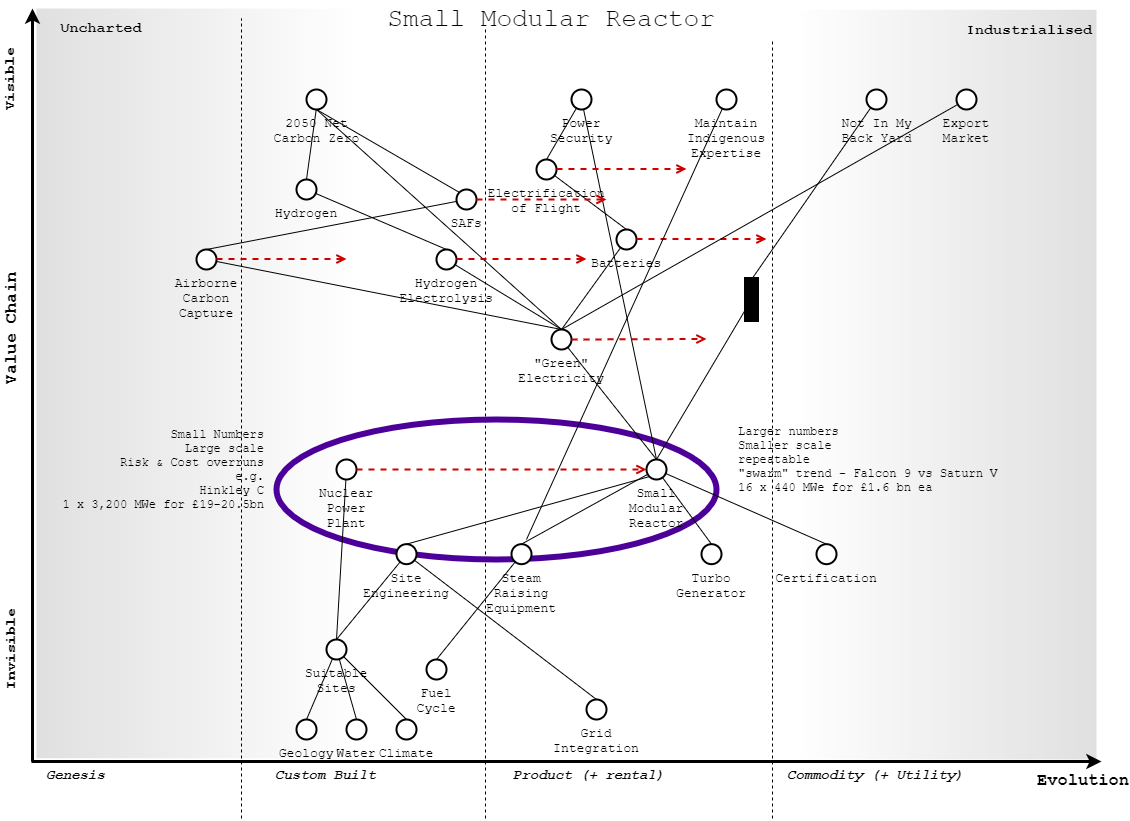 Small Modular Reactor
Uncharted
Industrialised
Visible
Value Chain
Invisible
2050 Net
Carbon Zero
Power
Security
Maintain
Indigenous
Expertise
Not In My
Back Yard
Export
Market
Hydrogen
SAFs
Electrification
of Flight
Batteries
Airborne
Carbon
Capture
Hydrogen
Electrolysis
"Green"
Electricity
Small Numbers
Large scale
Risk & Cost overruns
e.g.
Hinkley C
1 x 3,200 MWe for £19-20.5bn
Larger numbers
Smaller scale
repeatable
"swarm" trend - Falcon 9 vs Saturn V
16 x 440 MWe for £1.6 bn ea
Nuclear
Power
Plant
Small
Modular
Reactor
Site
Engineering
Steam
Raising
Equipment
Turbo
Generator
Certification
Suitable
Sites
Fuel
Cycle
Grid
Integration
Geology
Water
Climate
Genesis
Custom Built
Product (+ rental)
Commodity (+ Utility)
Evolution